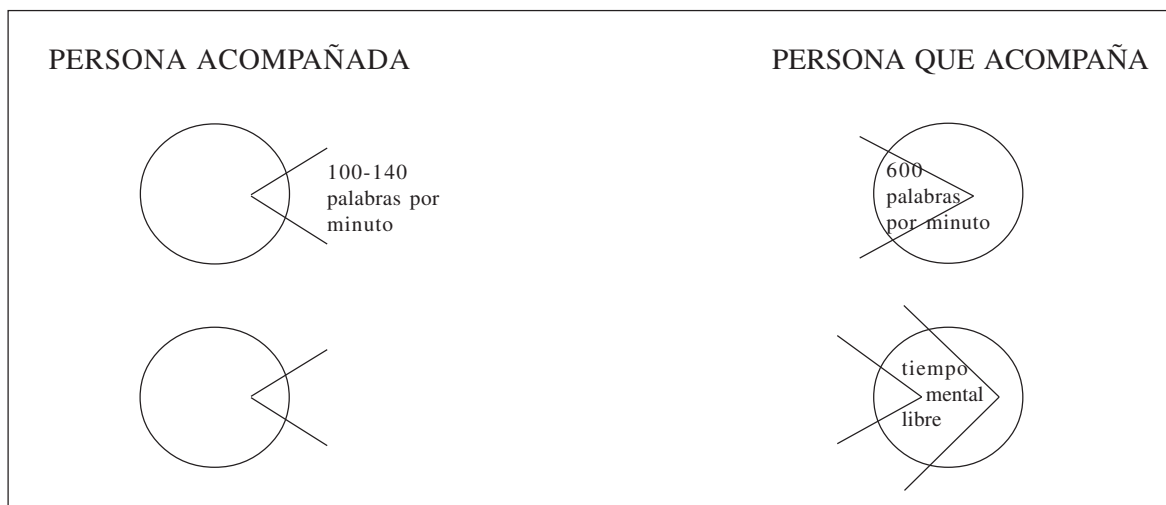 PERSONA ACOMPAÑADA
PERSONA QUE ACOMPAÑA
100-140
palabras por
minuto
600
palabras
por minuto
tiempo
mental
libre